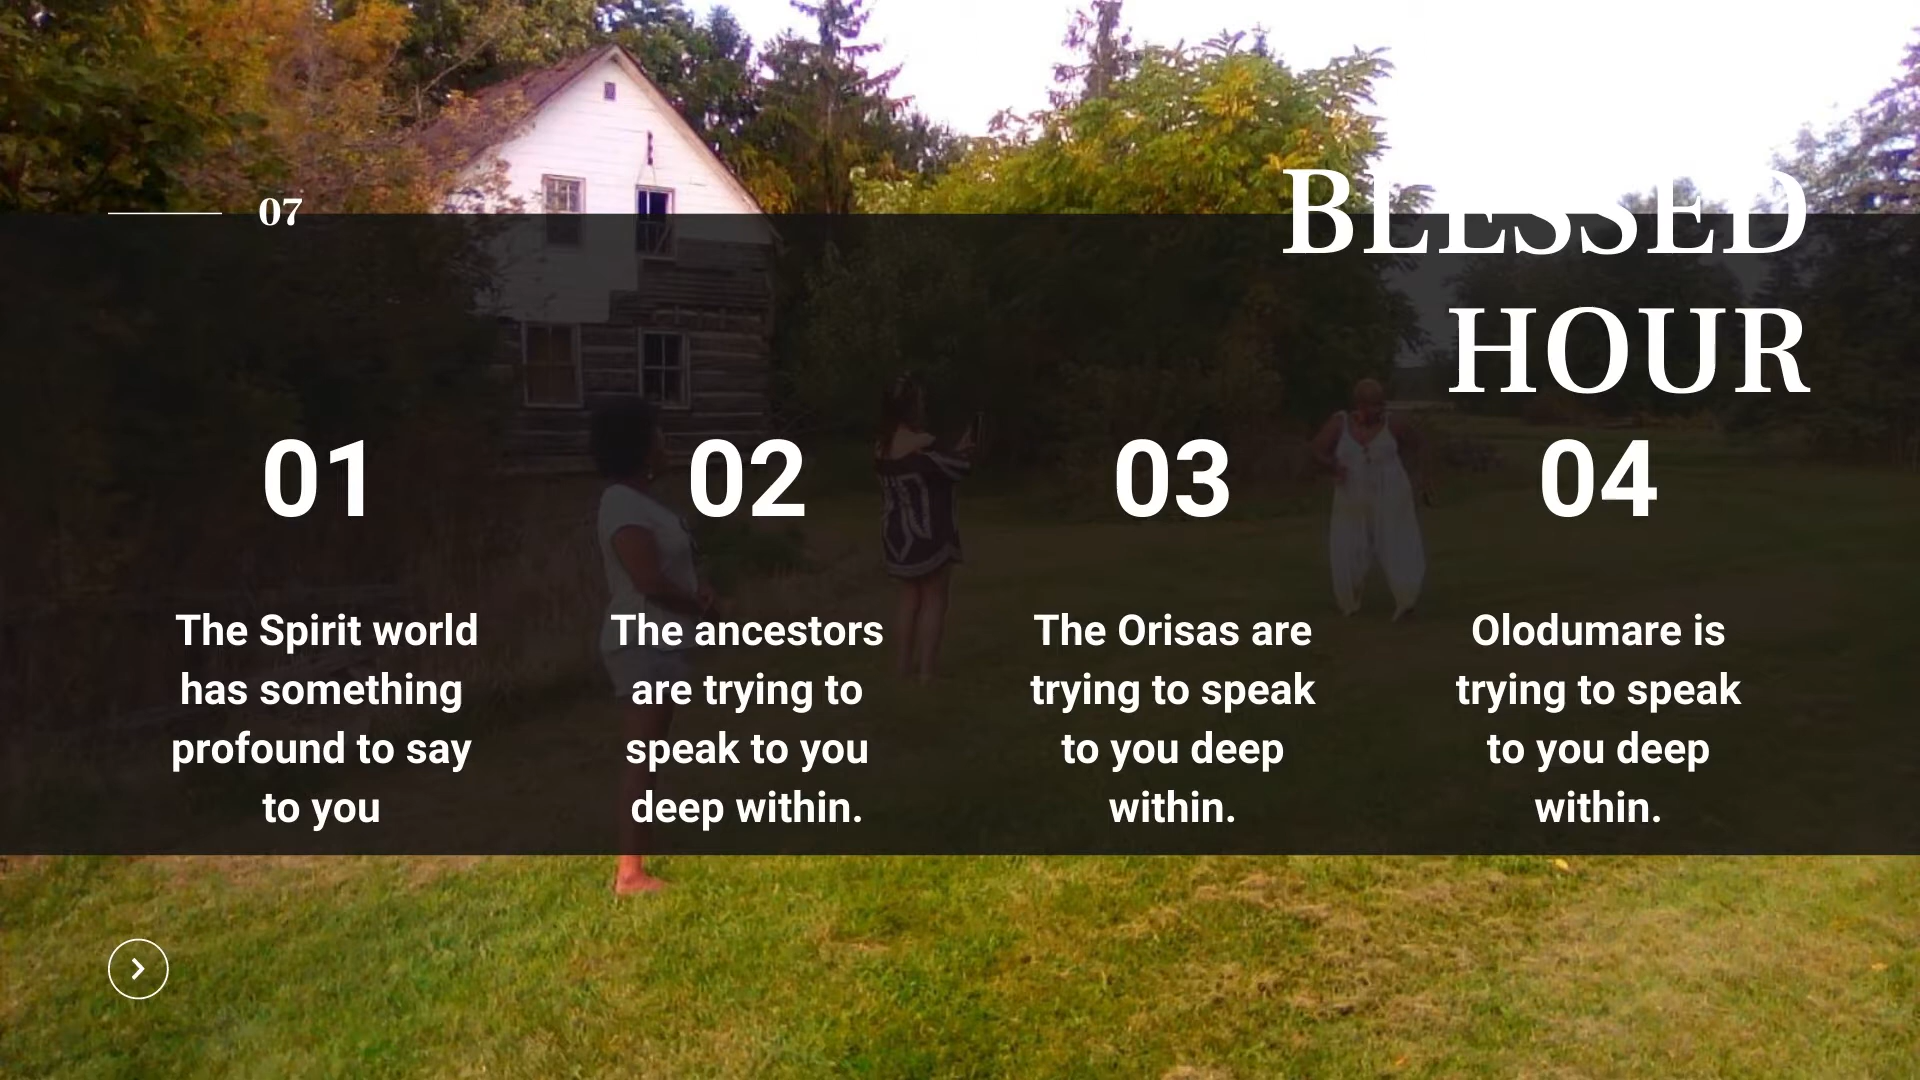 07
BLESSED
HOUR
01
The Spirit world
has something
profound to say
to you
02
The ancestors
are trying to
speak to you
deep within.
03
The Orisas are
trying to speak
to you deep
within.
04
Olodumare is
trying to speak
to you deep
within.